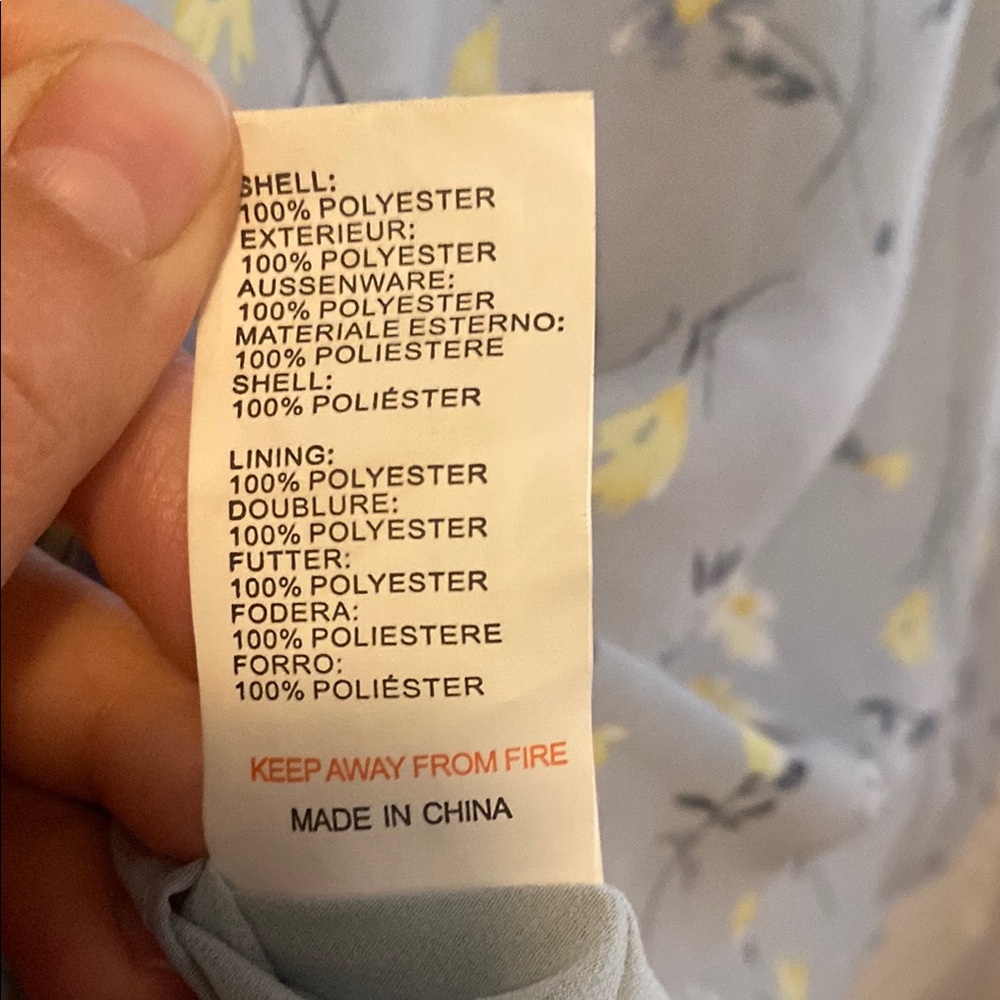 SHELL:
100% POLYESTER
EXTERIEUR:
100% POLYESTER
AUSSENWARE:
100% POLYESTER
MATERIALE ESTERNO:
100% POLIESTERE
SHELL:
100% POLIÉSTER
LINING:
100% POLYESTER
DOUBLURE:
100% POLYESTER
FUTTER:
100% POLYESTER
FODERA:
100% POLIESTERE
FORRO:
100% POLIÉSTER
KEEP AWAY FROM FIRE
MADE IN CHINA